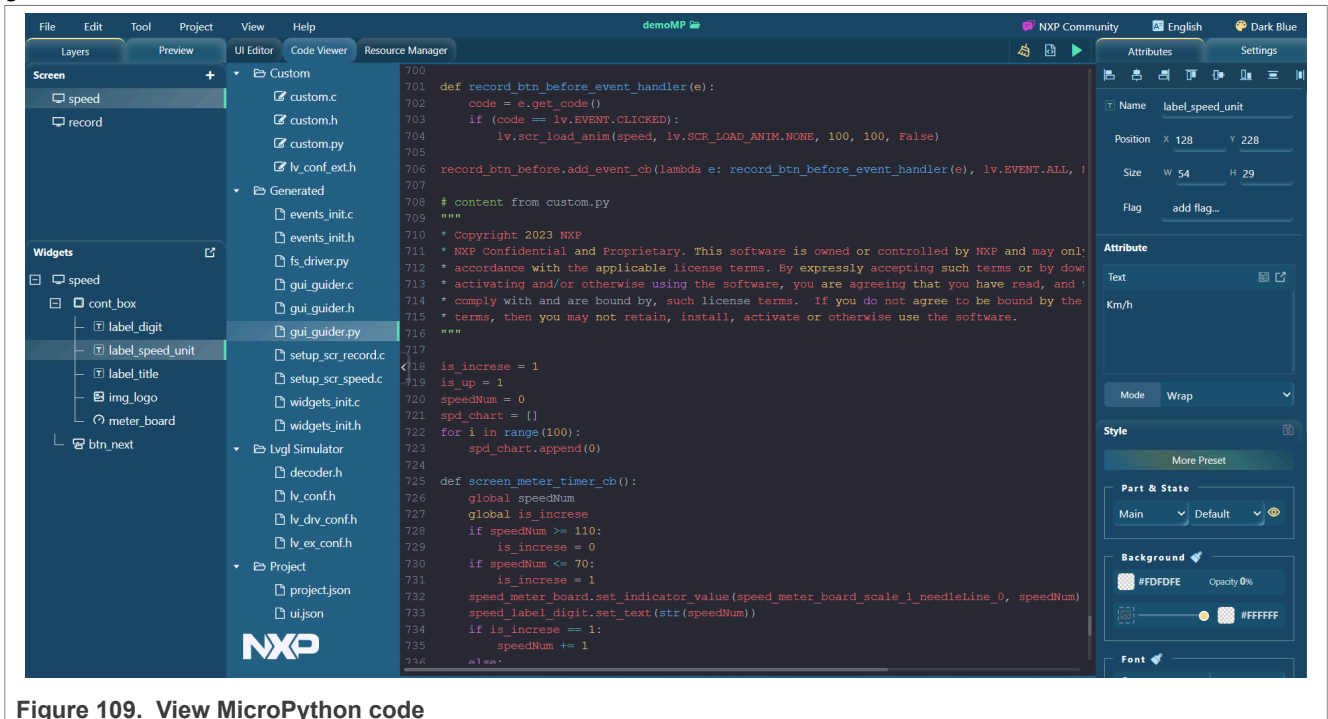 File Edit Tool Project View Help demoMP NXP Community English Dark Blue
Layers Preview UI Editor Code Viewer Resource Manager Attributes Settings
Screen +
speed
record
Widgets
speed
cont_box
label_digit
label_speed_unit
label_title
img_logo
meter_board
btn_next
Custom
custom.c
custom.h
custom.py
lv_conf_ext.h
Generated
events_init.c
events_init.h
fs_driver.py
gui_guider.c
gui_guider.h
gui_guider.py
setup_scr_record.c
setup_scr_speed.c
widgets_init.c
widgets_init.h
Lvgl Simulator
decoder.h
lv_conf.h
lv_drv_conf.h
lv_ex_conf.h
Project
project.json
ui.json
NXP
700
701 def record_btn_before_event_handler(e):
702 code = e.get_code()
703 if (code == lv.EVENT.CLICKED):
704 lv.scr_load_anim(speed, lv.SCR_LOAD_ANIM.NONE, 100, 100, False)
705
706 record_btn_before.add_event_cb(lambda e: record_btn_before_event_handler(e), lv.EVENT.ALL,
707
708 # content from custom.py
709 """
710 * Copyright 2023 NXP
711 * NXP Confidential and Proprietary. This software is owned or controlled by NXP and may only
712 * accordance with the applicable license terms. By expressly accepting such terms or by dow
713 * activating and/or otherwise using the software, you are agreeing that you have read, and
714 * comply with and are bound by, such license terms. If you do not agree to be bound by the
715 * terms, then you may not retain, install, activate or otherwise use the software.
716 """
717
718 is_increse = 1
719 is_up = 1
720 speedNum = 0
721 spd_chart = []
722 for i in range(100):
723 spd_chart.append(0)
724
725 def screen_meter_timer_cb():
726 global speedNum
727 global is_increse
728 if speedNum >= 110:
729 is_increse = 0
730 if speedNum <= 70:
731 is_increse = 1
732 speed_meter_board.set_indicator_value(speed_meter_board_scale_1_needleLine_0, speedNum)
733 speed_label_digit.set_text(str(speedNum))
734 if is_increse == 1:
735 speedNum += 1
736 else:
Name label_speed_unit
Position X 128 Y 228
Size W 54 H 29
Flag add flag...
Attribute
Text
Km/h
Mode Wrap
Style
More Preset
Part & State
Main Default
Background
#FDFDFE Opacity 0%
#FFFFFF
Font
Figure 109. View MicroPython code